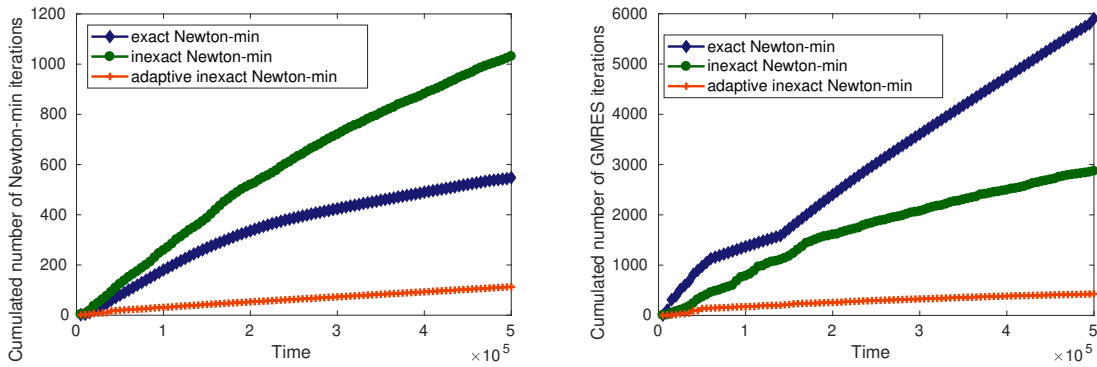 Cumulated number of Newton-min iterations
1200
1000
800
600
400
200
0
exact Newton-min
inexact Newton-min
adaptive inexact Newton-min
0
1
2
3
4
5
Time
×10^5
Cumulated number of GMRES iterations
6000
5000
4000
3000
2000
1000
0
exact Newton-min
inexact Newton-min
adaptive inexact Newton-min
0
1
2
3
4
5
Time
×10^5